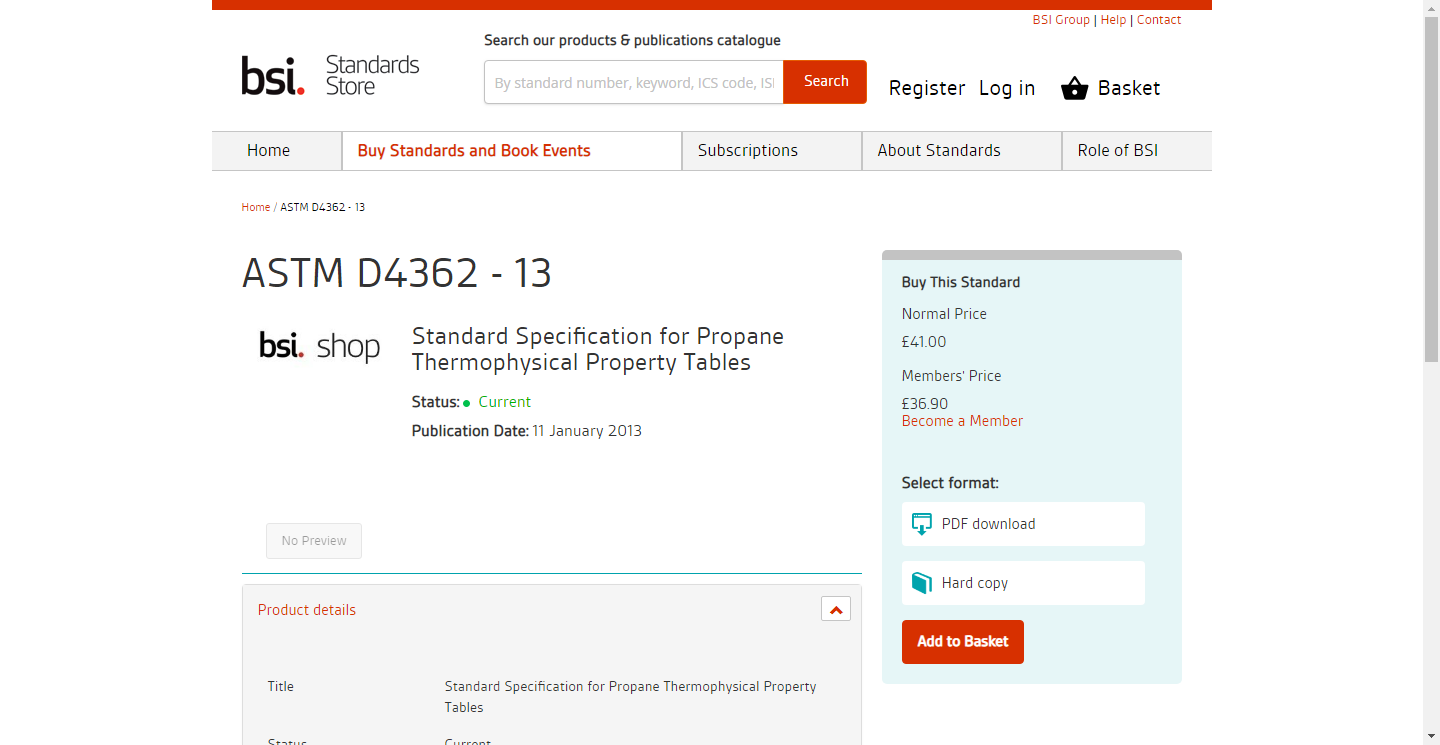 BSI Group | Help | Contact
Search our products & publications catalogue
bsi. Standards Store
By standard number, keyword, ICS code, ISI
Search
Register Log in Basket
Home
Buy Standards and Book Events
Subscriptions
About Standards
Role of BSI
Home / ASTM D4362 - 13
ASTM D4362 - 13
bsi. shop
Standard Specification for Propane
Thermophysical Property Tables
Status: Current
Publication Date: 11 January 2013
No Preview
Product details
Title
Standard Specification for Propane Thermophysical Property
Tables
Status
Current
Buy This Standard
Normal Price
£41.00
Members' Price
£36.90
Become a Member
Select format:
PDF download
Hard copy
Add to Basket